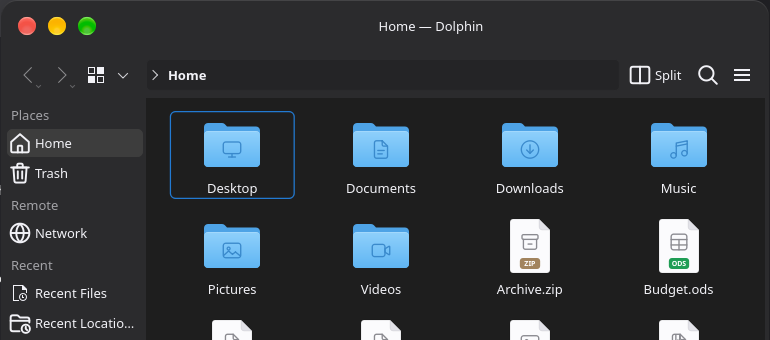 Home — Dolphin
Home
Split
Places
Home
Trash
Remote
Network
Recent
Recent Files
Recent Locatio...
Desktop
Documents
Downloads
Music
Pictures
Videos
ZIP
Archive.zip
ODS
Budget.ods